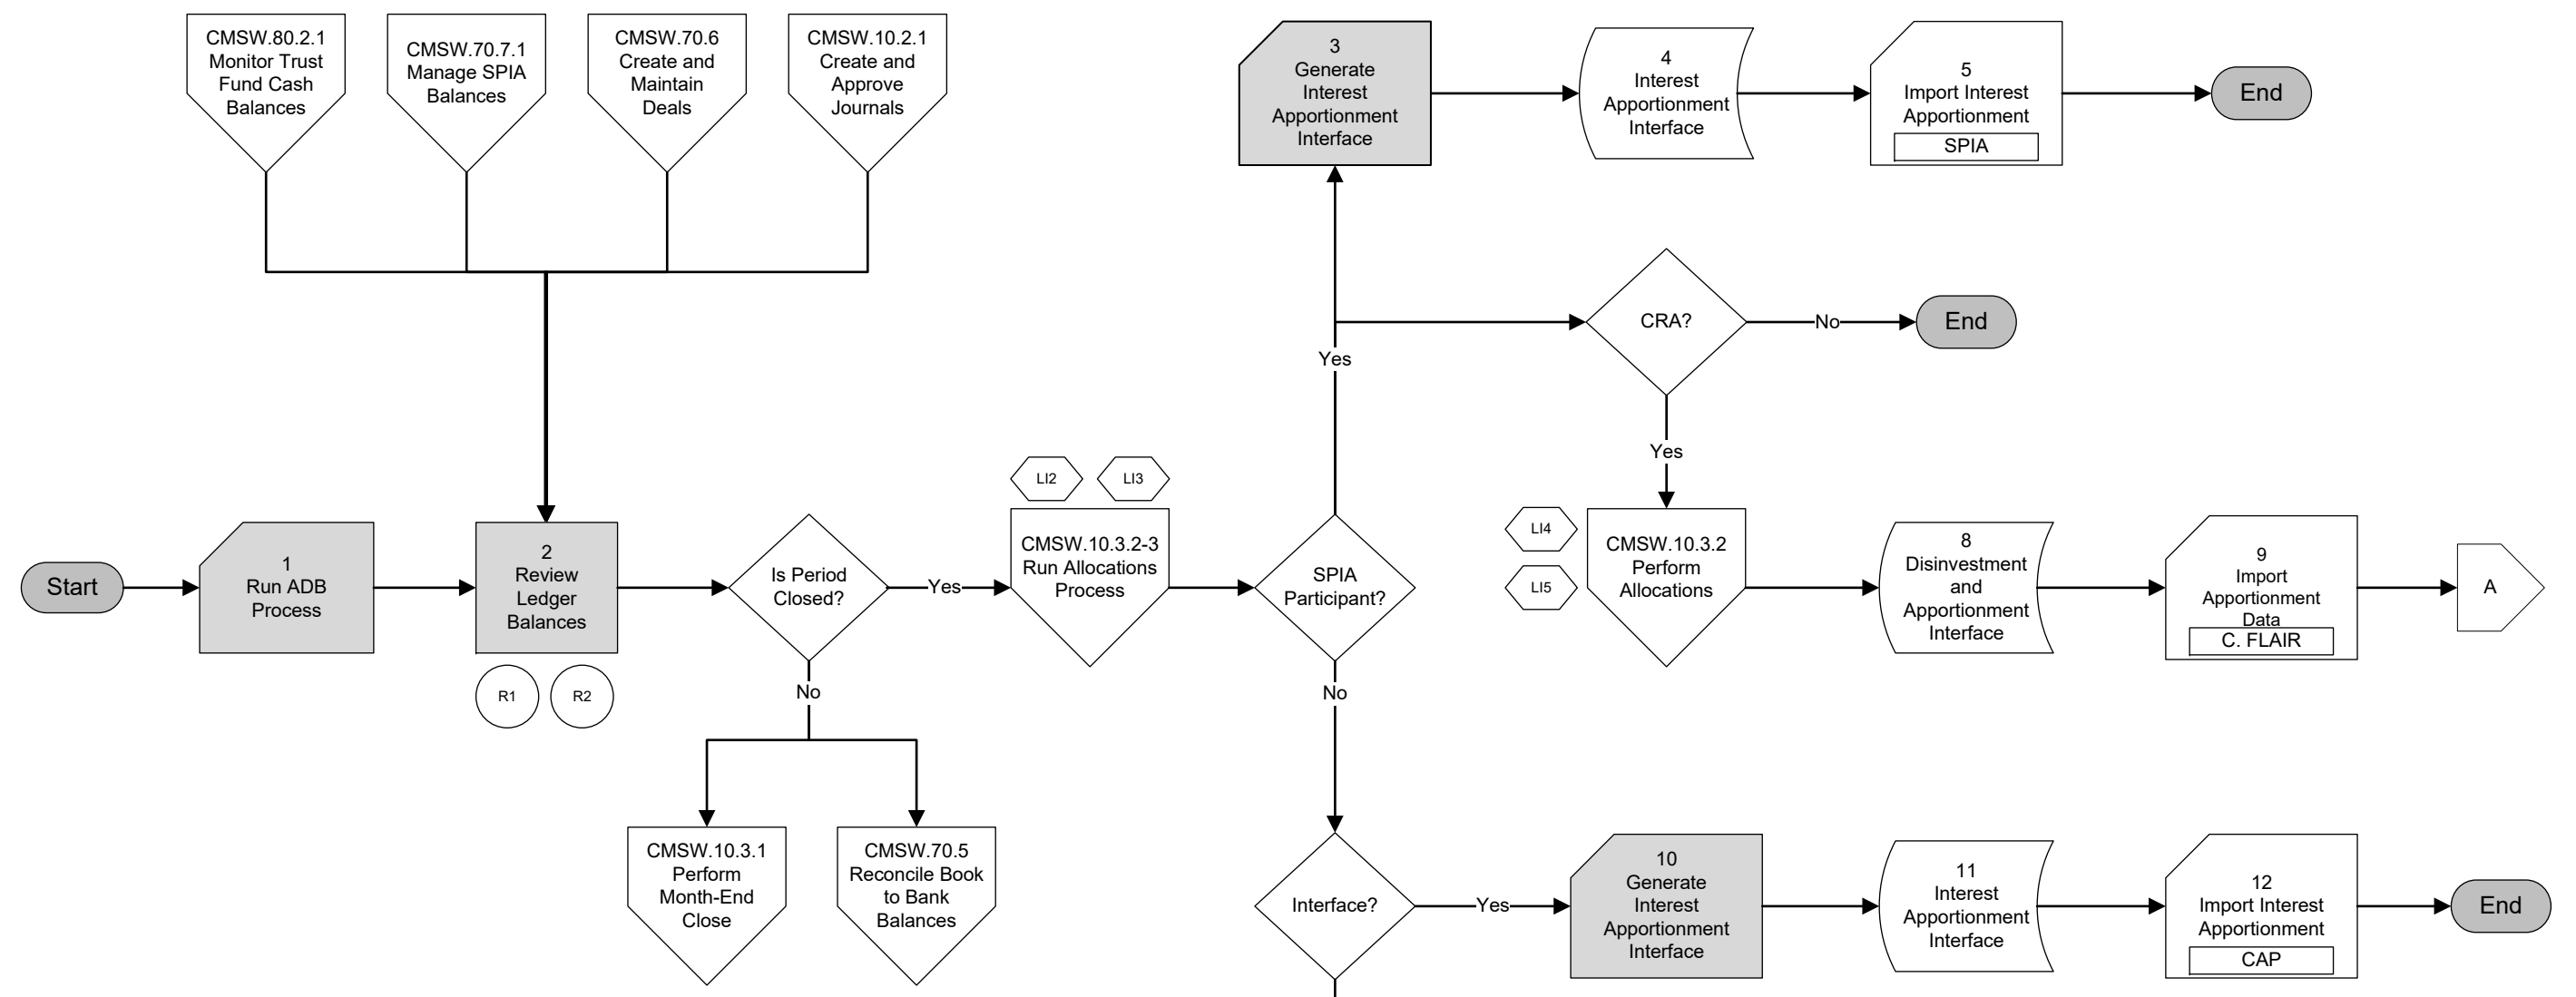 CMSW.80.2.1
Monitor Trust
Fund Cash
Balances
CMSW.70.7.1
Manage SPIA
Balances
CMSW.70.6
Create and
Maintain
Deals
CMSW.10.2.1
Create and
Approve
Journals
3
Generate
Interest
Apportionment
Interface
4
Interest
Apportionment
Interface
5
Import Interest
Apportionment
SPIA
End
CRA?
No
End
Yes
Yes
LI2
LI3
Start
1
Run ADB
Process
2
Review
Ledger
Balances
R1
R2
Is Period
Closed?
Yes
CMSW.10.3.2-3
Run Allocations
Process
SPIA
Participant?
LI4
LI5
CMSW.10.3.2
Perform
Allocations
8
Disinvestment
and
Apportionment
Interface
9
Import
Apportionment
Data
C. FLAIR
A
No
No
CMSW.10.3.1
Perform
Month-End
Close
CMSW.70.5
Reconcile Book
to Bank
Balances
Interface?
Yes
10
Generate
Interest
Apportionment
Interface
11
Interest
Apportionment
Interface
12
Import Interest
Apportionment
CAP
End